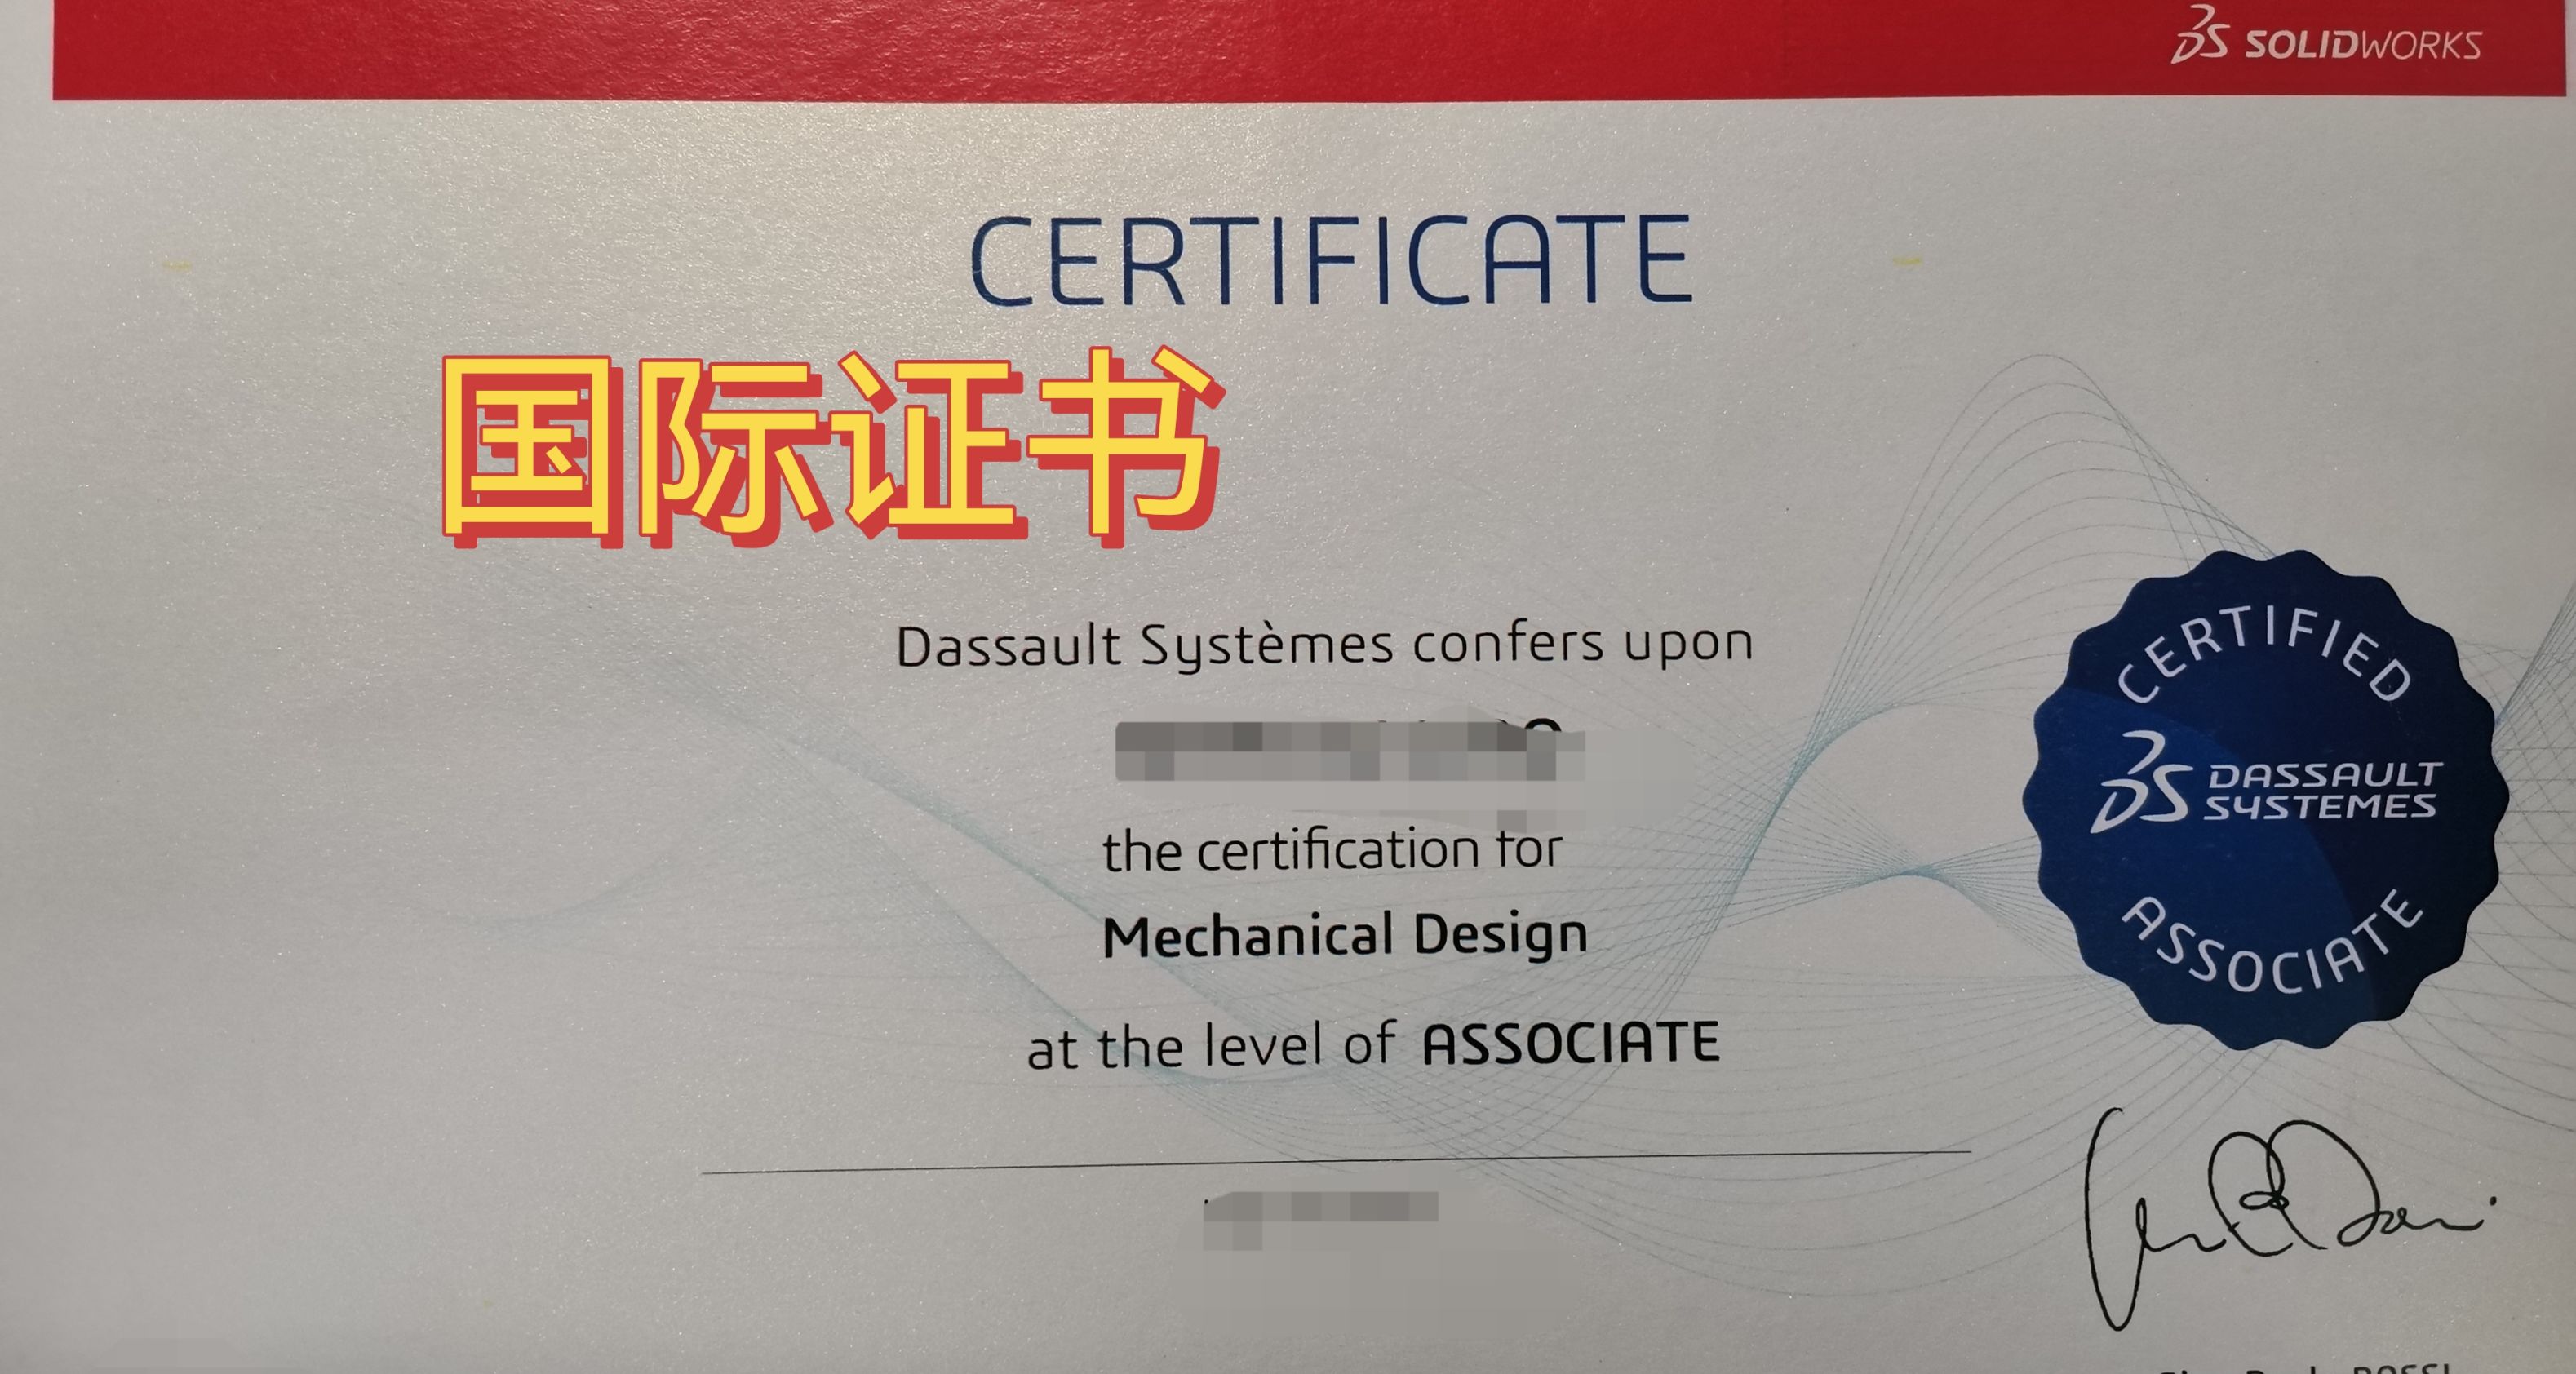 SOLIDWORKS
CERTIFICATE
国际证书
Dassault Systèmes confers upon
the certification for
Mechanical Design
at the level of ASSOCIATE
CERTIFIED
DASSAULT
SYSTEMES
ASSOCIATE